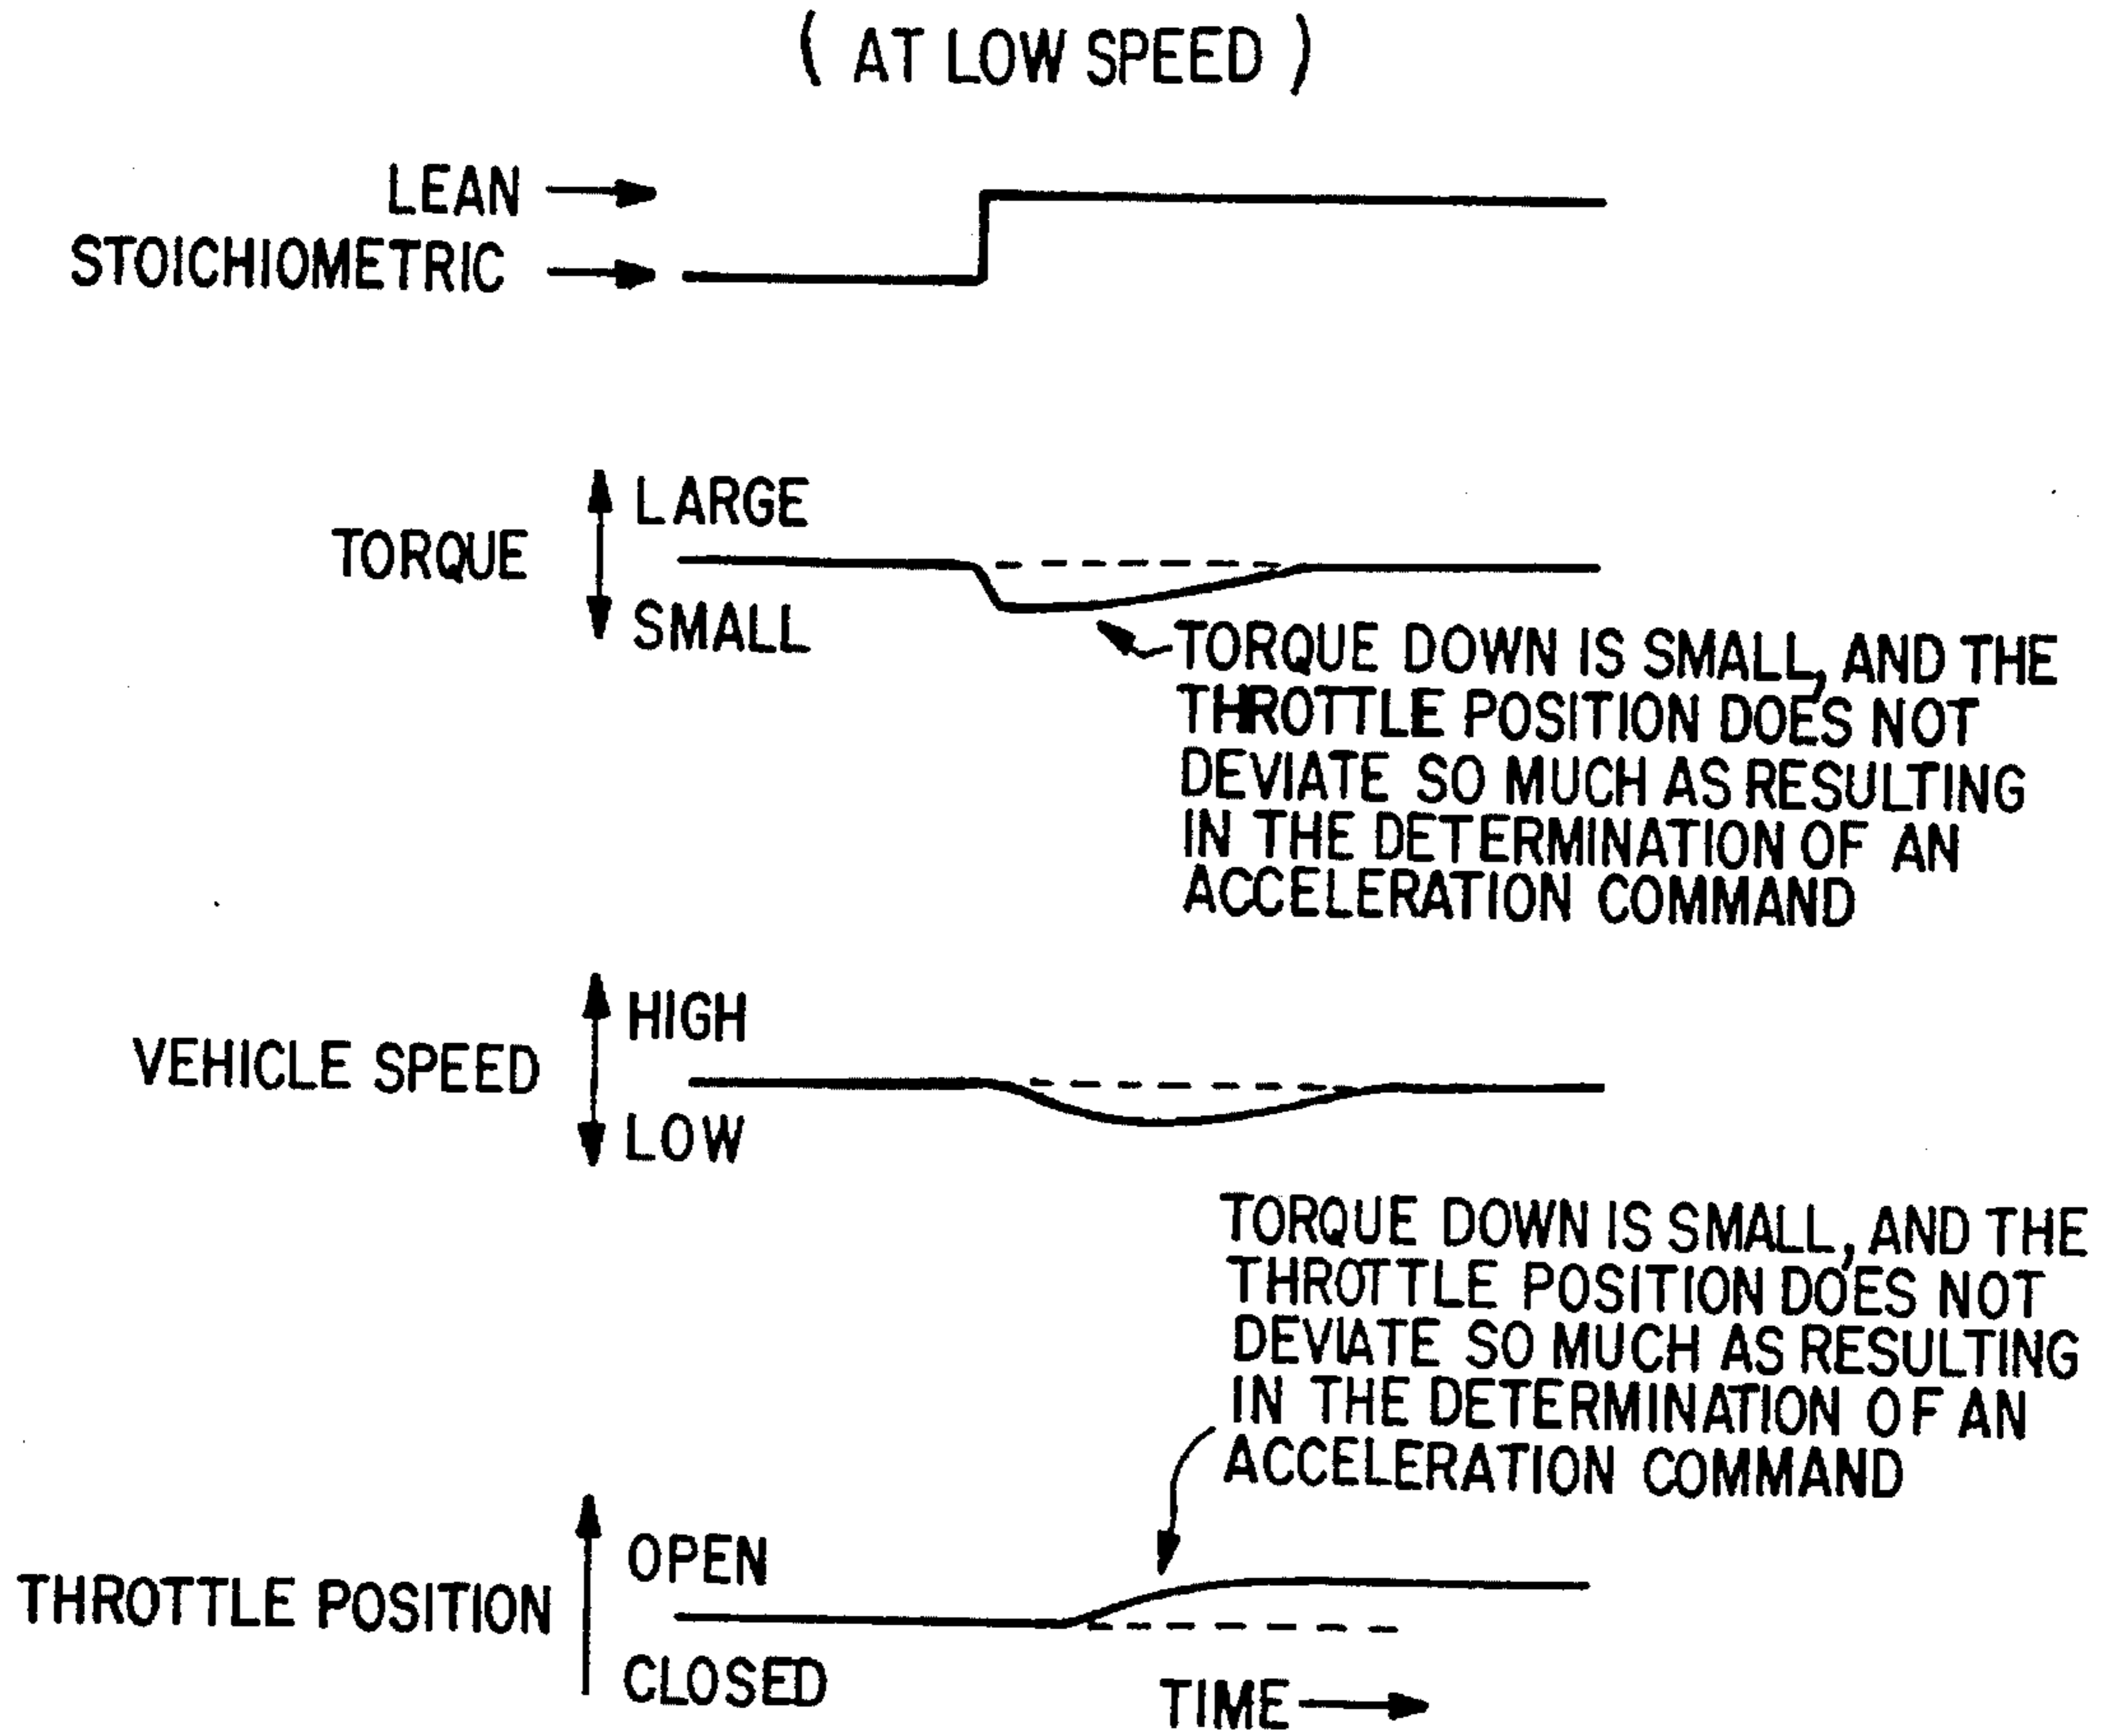 ( AT LOW SPEED )
LEAN
STOICHIOMETRIC
LARGE
TORQUE
SMALL
TORQUE DOWN IS SMALL, AND THE
THROTTLE POSITION DOES NOT
DEVIATE SO MUCH AS RESULTING
IN THE DETERMINATION OF AN
ACCELERATION COMMAND
HIGH
VEHICLE SPEED
LOW
TORQUE DOWN IS SMALL, AND THE
THROTTLE POSITION DOES NOT
DEVIATE SO MUCH AS RESULTING
IN THE DETERMINATION OF AN
ACCELERATION COMMAND
OPEN
THROTTLE POSITION
CLOSED
TIME